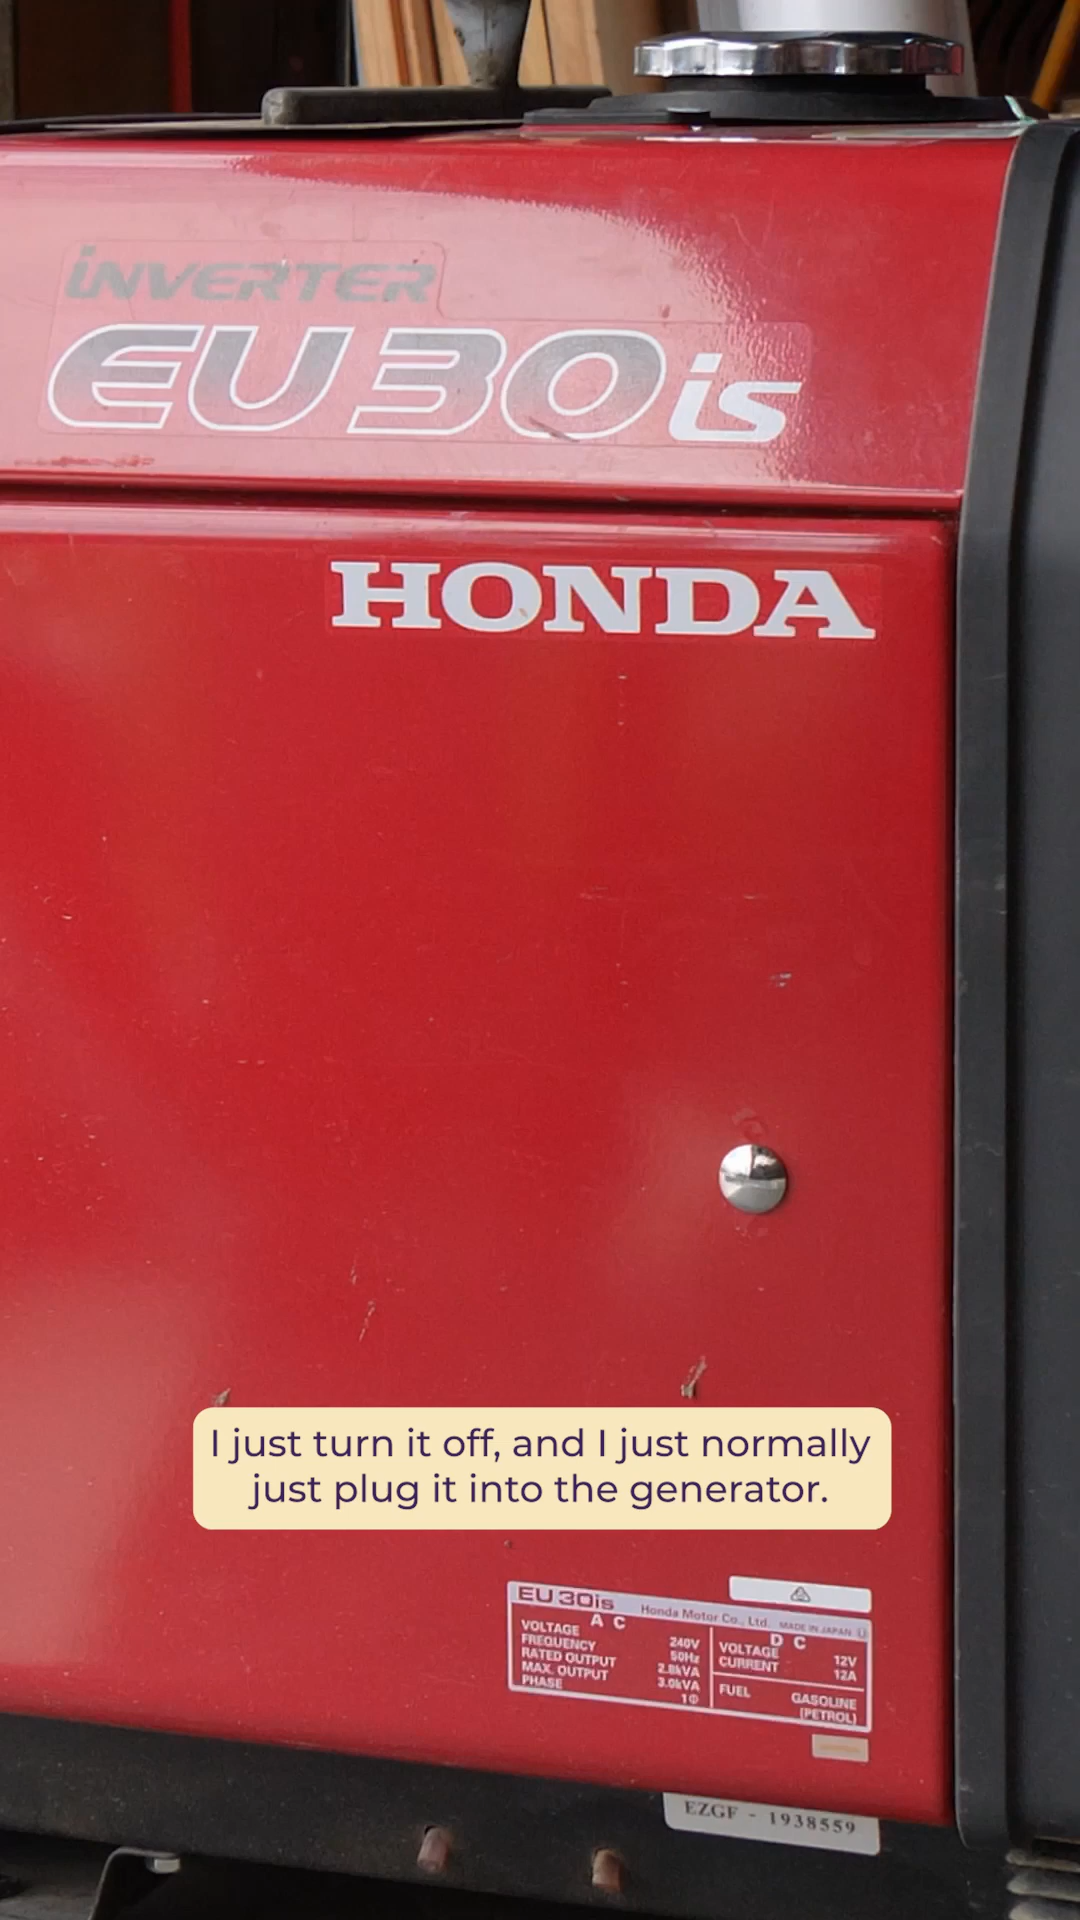 INVERTER
EU30is
HONDA
I just turn it off, and I just normally
just plug it into the generator.
EU30is Honda Motor Co., Ltd. MADE IN JAPAN
A C
VOLTAGE 240V
FREQUENCY 50Hz
RATED OUTPUT 2.8kVA
MAX. OUTPUT 3.0kVA
PHASE 1Φ
D C
VOLTAGE 12V
CURRENT 12A
FUEL GASOLINE
(PETROL)
EZGF - 1938559